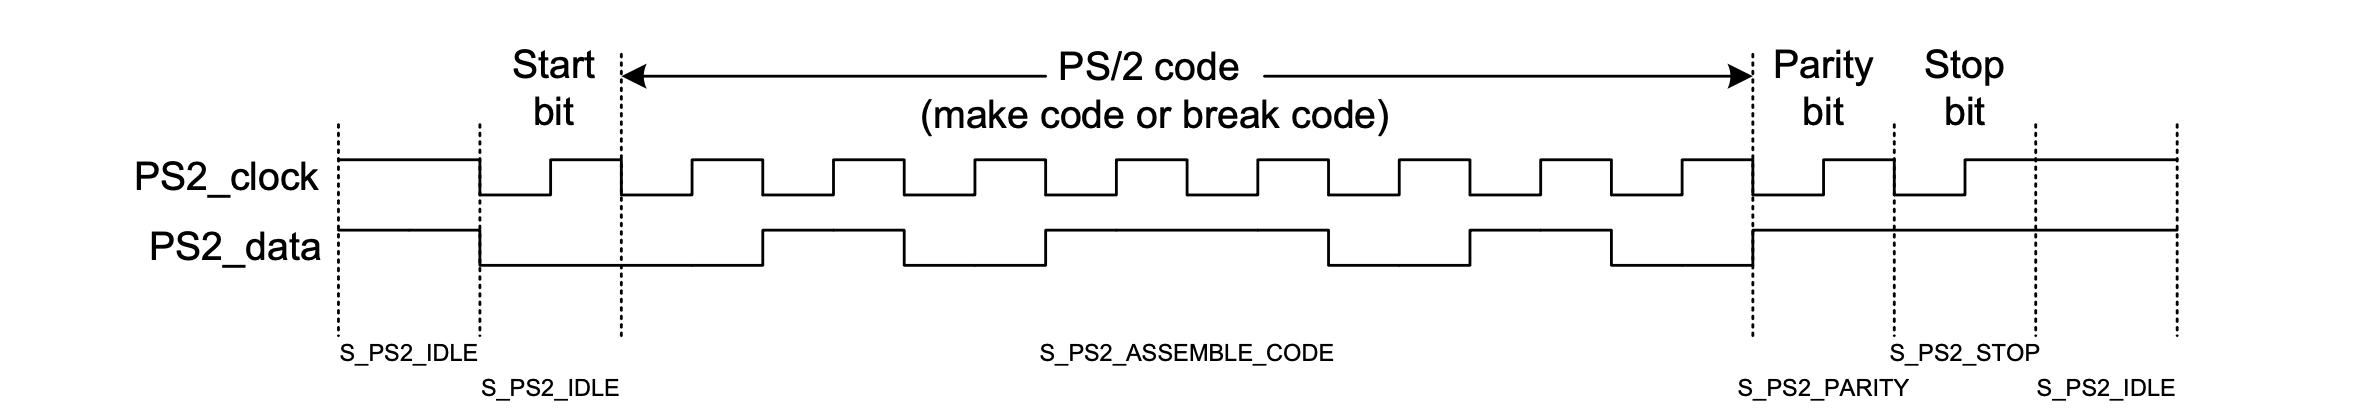 Start
bit
PS/2 code
(make code or break code)
Parity
bit
Stop
bit
PS2_clock
PS2_data
S_PS2_IDLE
S_PS2_IDLE
S_PS2_ASSEMBLE_CODE
S_PS2_PARITY
S_PS2_STOP
S_PS2_IDLE